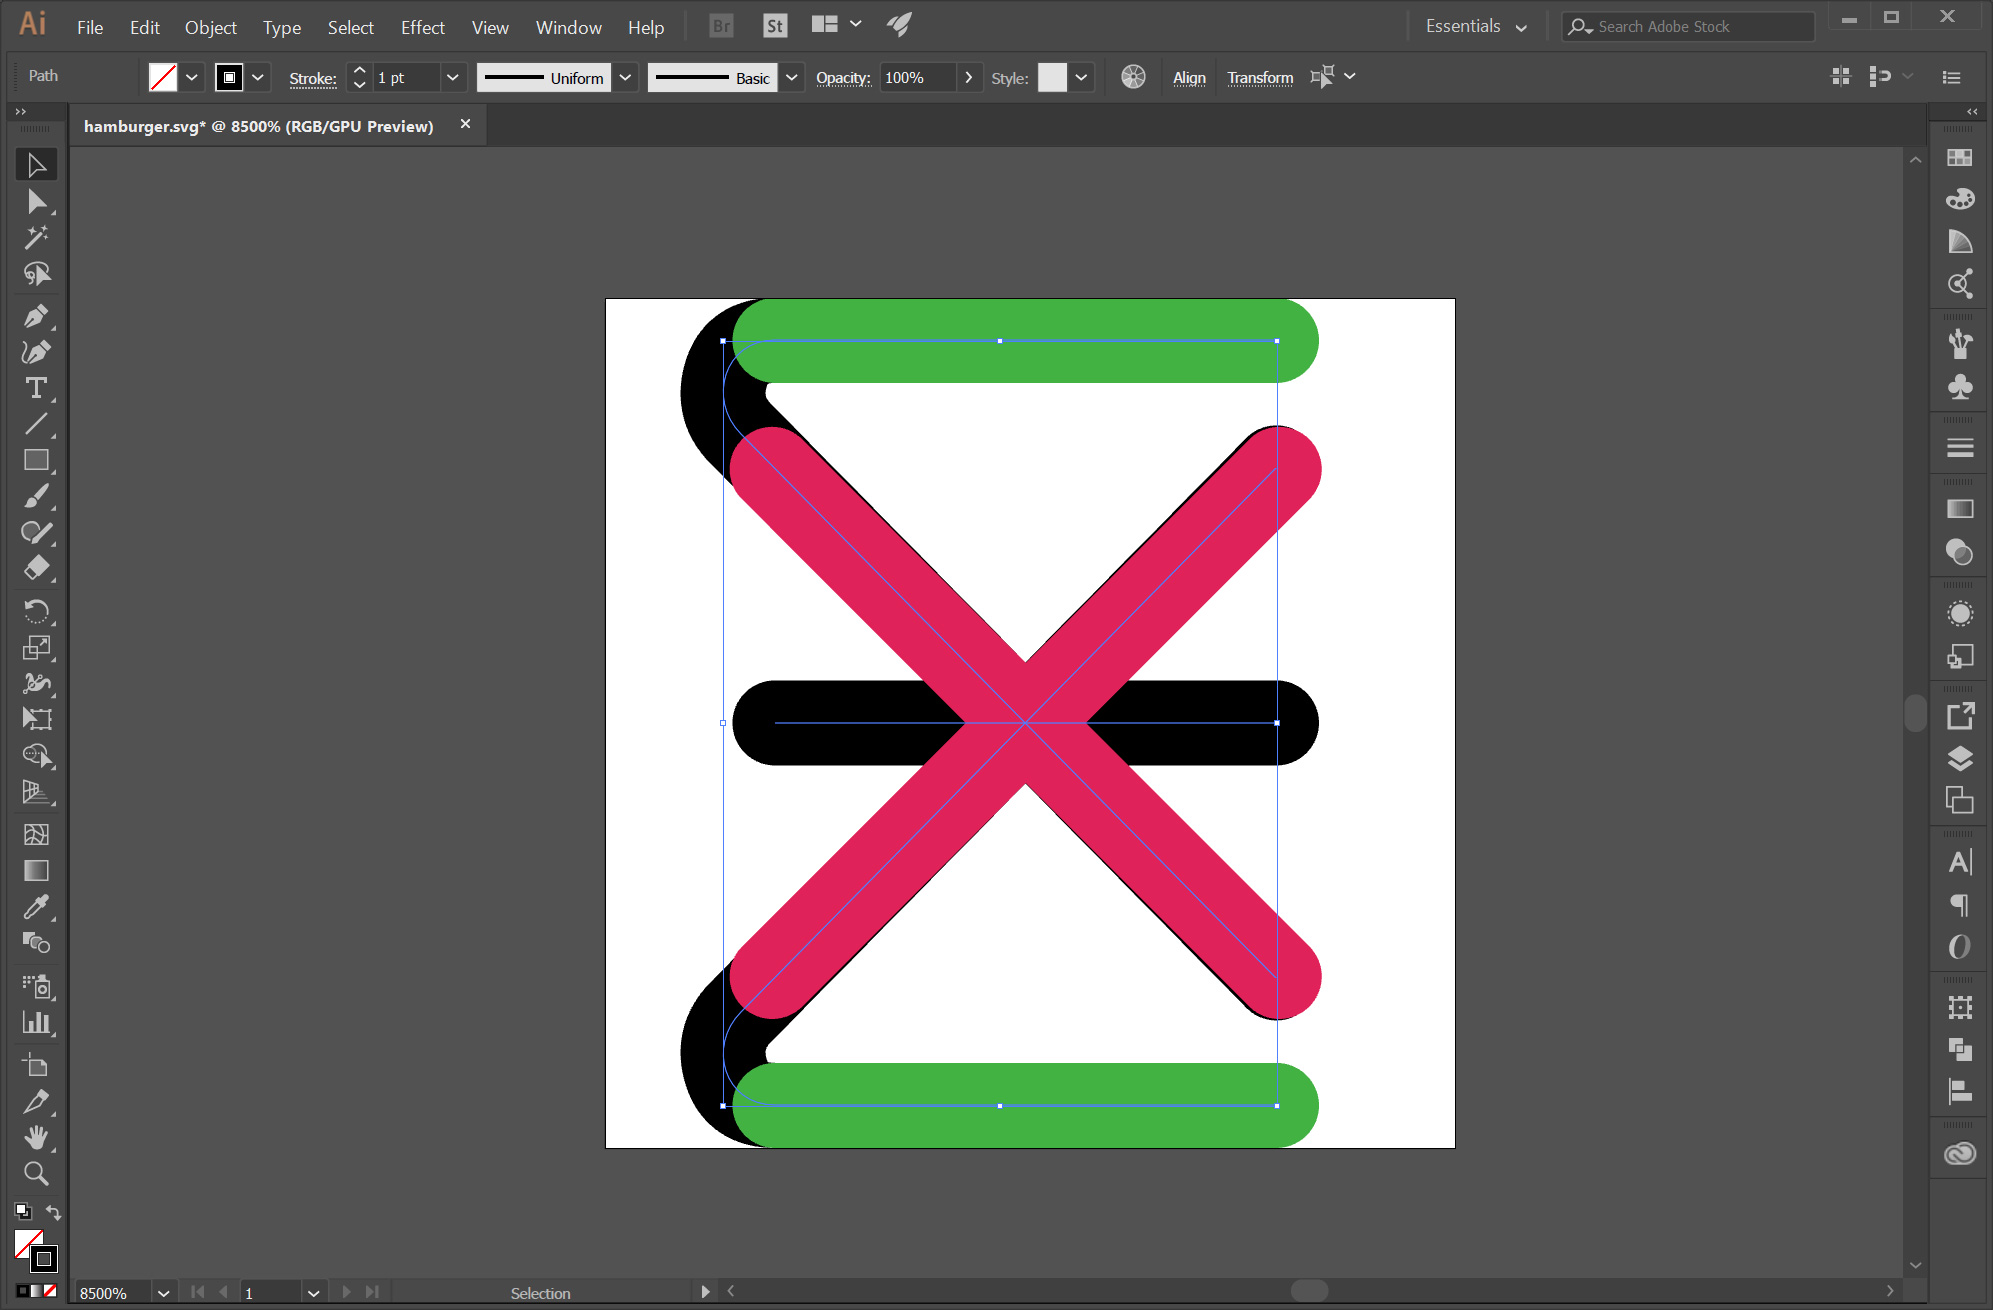 Ai File Edit Object Type Select Effect View Window Help Br St Essentials Search Adobe Stock
Path Stroke: 1 pt Uniform Basic Opacity: 100% Style: Align Transform
hamburger.svg* @ 8500% (RGB/GPU Preview)
8500% 1 Selection